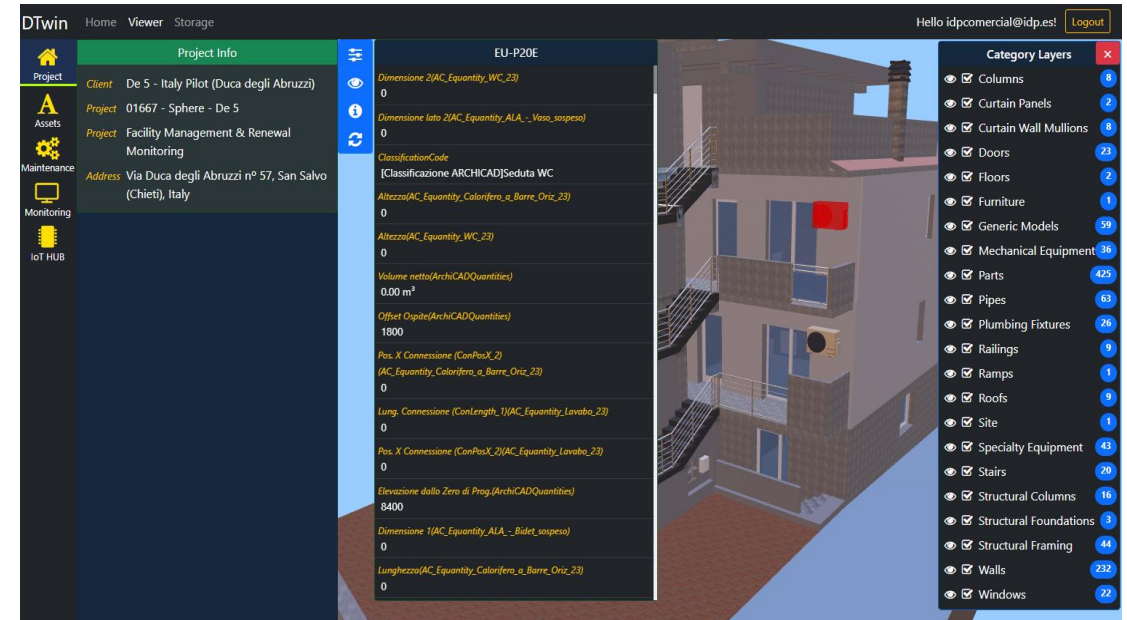 DTwin Home Viewer Storage Hello idpcomercial@idp.es! Logout
Project
Assets
Maintenance
Monitoring
IoT HUB
Project Info
Client De 5 - Italy Pilot (Duca degli Abruzzi)
Project 01667 - Sphere - De 5
Project Facility Management & Renewal
Monitoring
Address Via Duca degli Abruzzi nº 57, San Salvo
(Chieti), Italy
EU-P20E
Dimensione 2(AC_Equantity_WC_23)
0
Dimensione lato 2(AC_Equantity_ALA_-_Vaso_sospeso)
0
ClassificationCode
[Classificazione ARCHICAD]Seduta WC
Altezza(AC_Equantity_Calorifero_a_Barre_Oriz_23)
0
Altezza(AC_Equantity_WC_23)
0
Volume netto(ArchiCADQuantities)
0.00 m³
Offset Ospite(ArchiCADQuantities)
1800
Pos. X Connessione (ConPosX_2)
(AC_Equantity_Calorifero_a_Barre_Oriz_23)
0
Lung. Connessione (ConLength_1)(AC_Equantity_Lavabo_23)
0
Pos. X Connessione (ConPosX_2)(AC_Equantity_Lavabo_23)
0
Elevazione dallo Zero di Prog.(ArchiCADQuantities)
8400
Dimensione 1(AC_Equantity_ALA_-_Bidet_sospeso)
0
Lunghezza(AC_Equantity_Calorifero_a_Barre_Oriz_23)
0
Category Layers
Columns 8
Curtain Panels 2
Curtain Wall Mullions 8
Doors 23
Floors 2
Furniture 1
Generic Models 59
Mechanical Equipment 36
Parts 425
Pipes 63
Plumbing Fixtures 26
Railings 9
Ramps 1
Roofs 9
Site 1
Specialty Equipment 43
Stairs 20
Structural Columns 16
Structural Foundations 3
Structural Framing 44
Walls 232
Windows 22